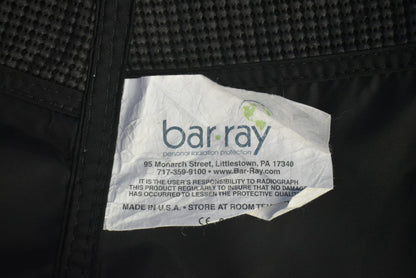 bar·ray
personal radiation protection
95 Monarch Street, Littlestown, PA 17340
717-359-9100 • www.Bar-Ray.com
IT IS THE USER'S RESPONSIBILITY TO RADIOGRAPH
THIS PRODUCT REGULARLY TO INSURE THAT NO
HAS OCCURRED TO LESSEN THE PROTECTIVE
MADE IN U.S.A. • STORE AT ROOM
CE